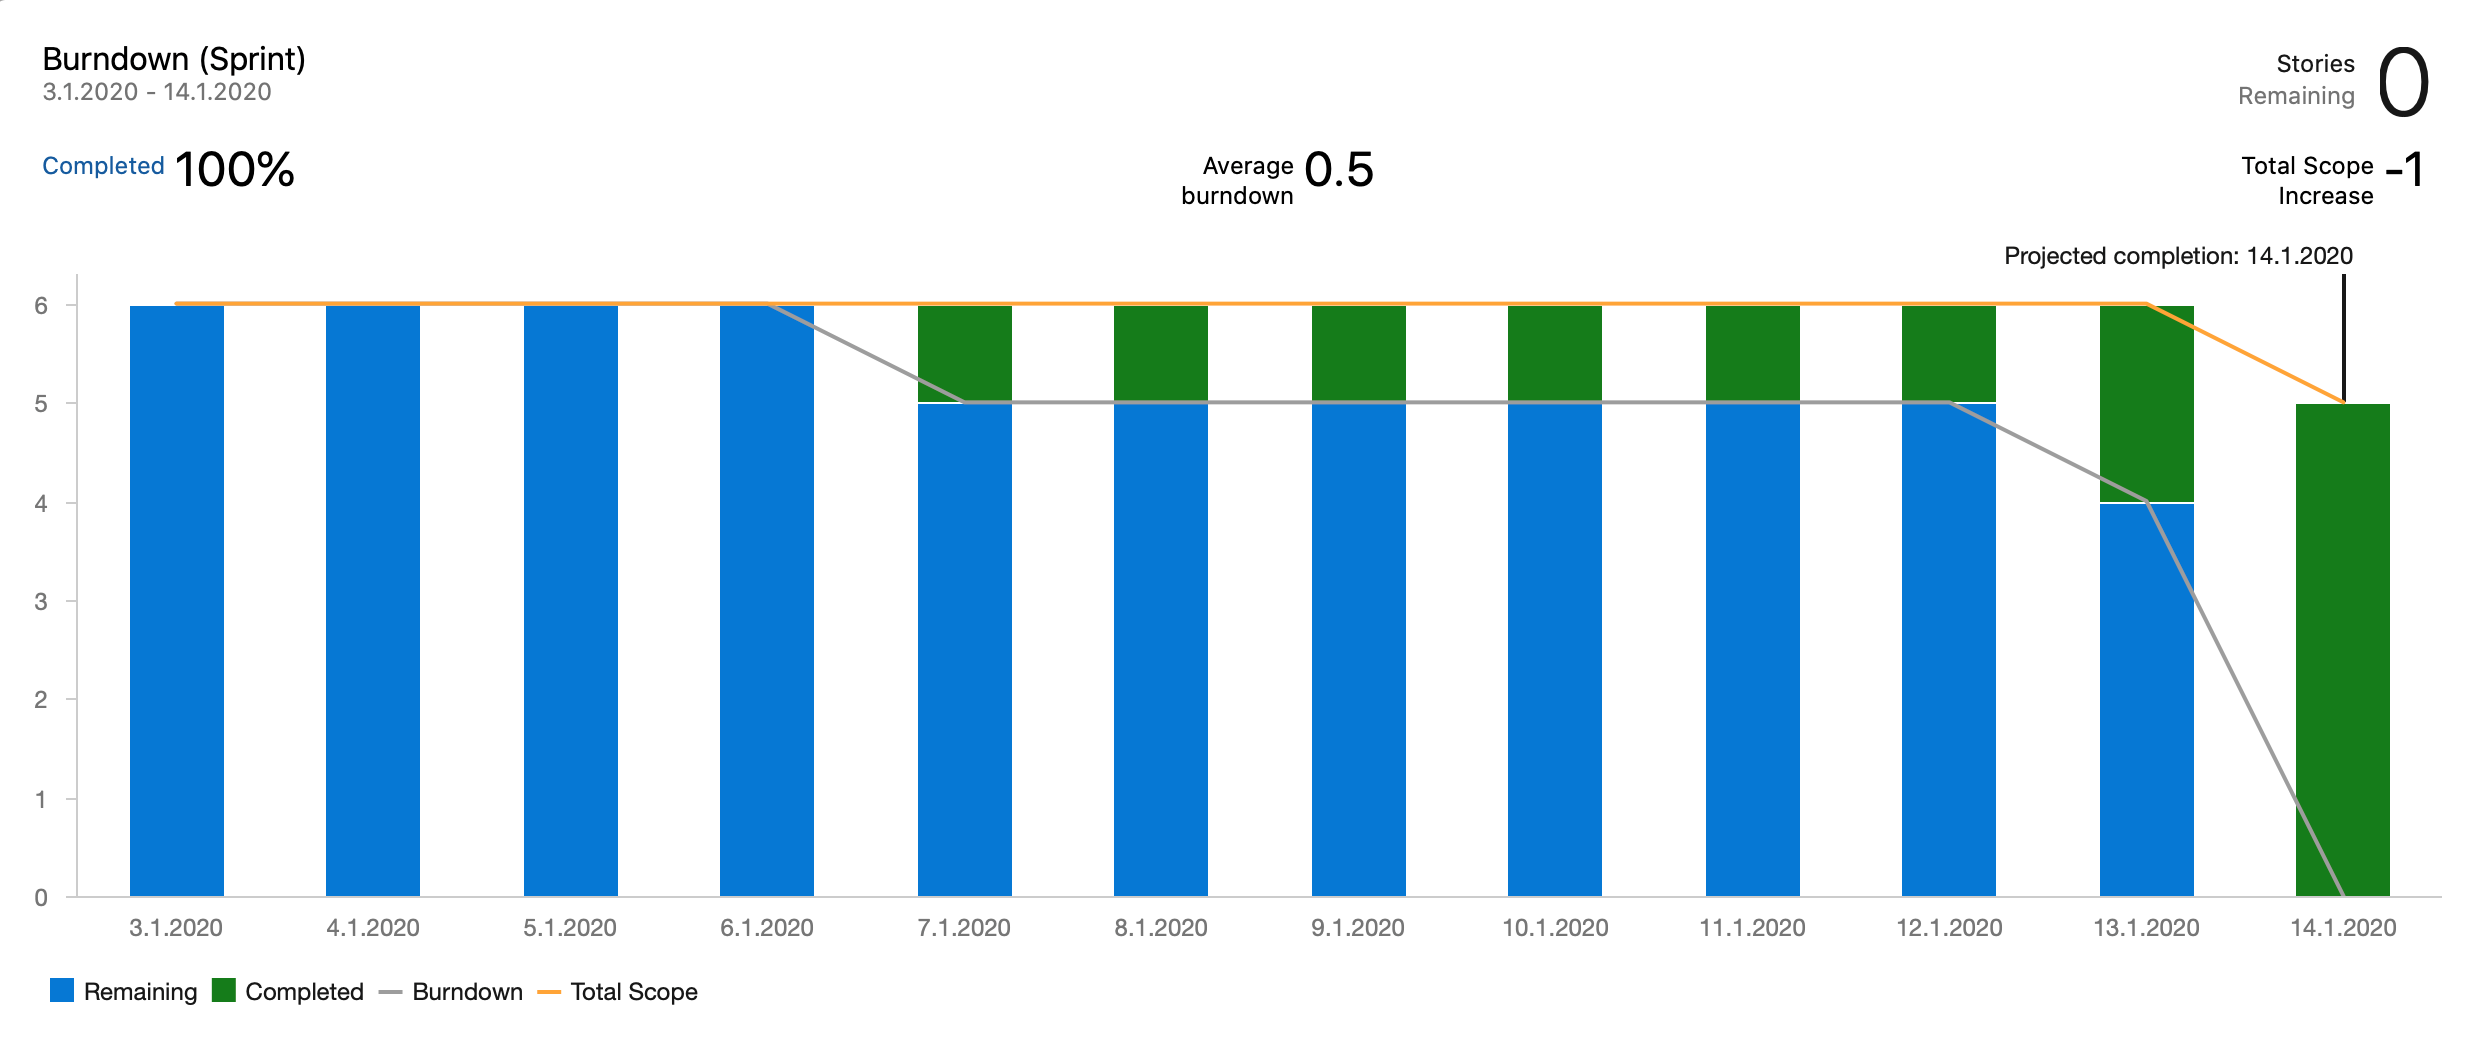 Burndown (Sprint)
3.1.2020 - 14.1.2020
Stories
Remaining
0
Completed 100%
Average
burndown
0.5
Total Scope
Increase
-1
Projected completion: 14.1.2020
6
5
4
3
2
1
0
3.1.2020 4.1.2020 5.1.2020 6.1.2020 7.1.2020 8.1.2020 9.1.2020 10.1.2020 11.1.2020 12.1.2020 13.1.2020 14.1.2020
Remaining Completed Burndown Total Scope